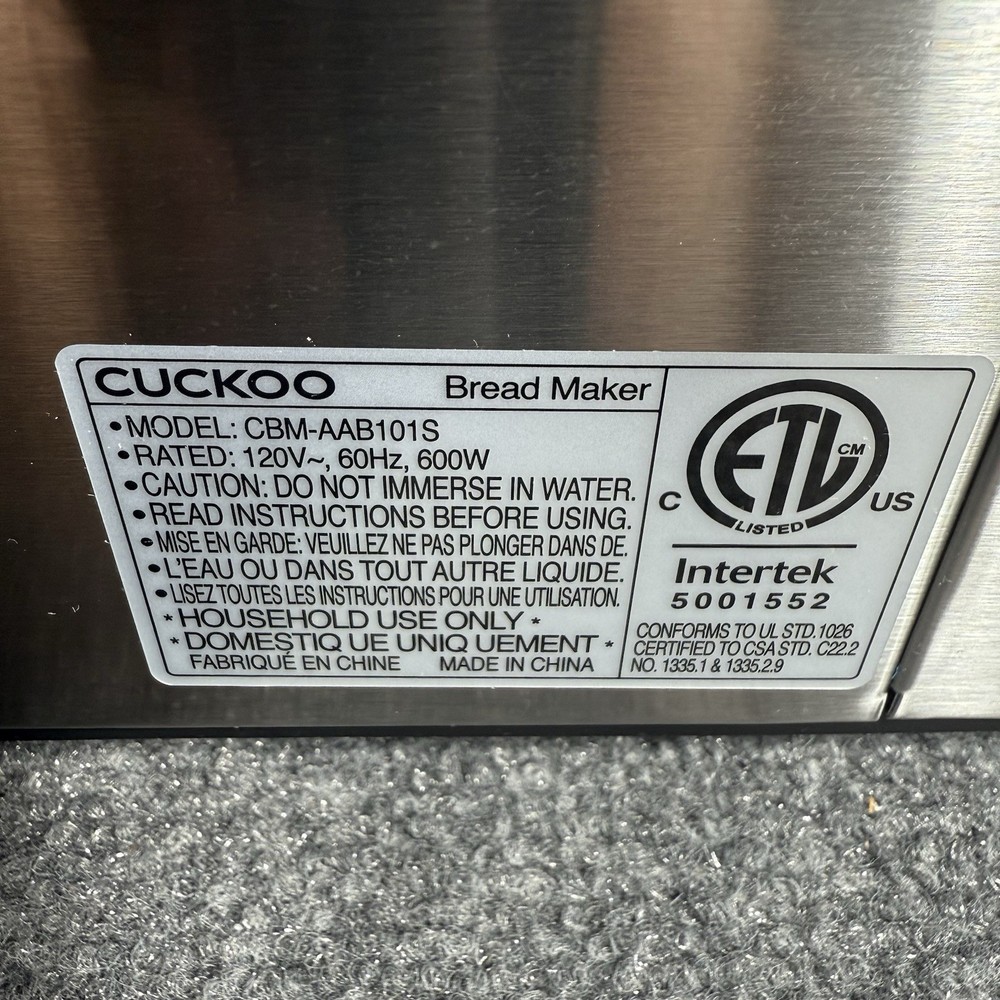 CUCKOO Bread Maker
• MODEL: CBM-AAB101S
• RATED: 120V~, 60Hz, 600W
• CAUTION: DO NOT IMMERSE IN WATER.
• READ INSTRUCTIONS BEFORE USING.
• MISE EN GARDE: VEUILLEZ NE PAS PLONGER DANS DE.
• L'EAU OU DANS TOUT AUTRE LIQUIDE.
• LISEZ TOUTES LES INSTRUCTIONS POUR UNE UTILISATION.
* HOUSEHOLD USE ONLY *
* DOMESTIQ UE UNIQ UEMENT *
FABRIQUÉ EN CHINE MADE IN CHINA
ETL CM
C US
LISTED
Intertek
5001552
CONFORMS TO UL STD. 1026
CERTIFIED TO CSA STD. C22.2
NO. 1335.1 & 1335.2.9